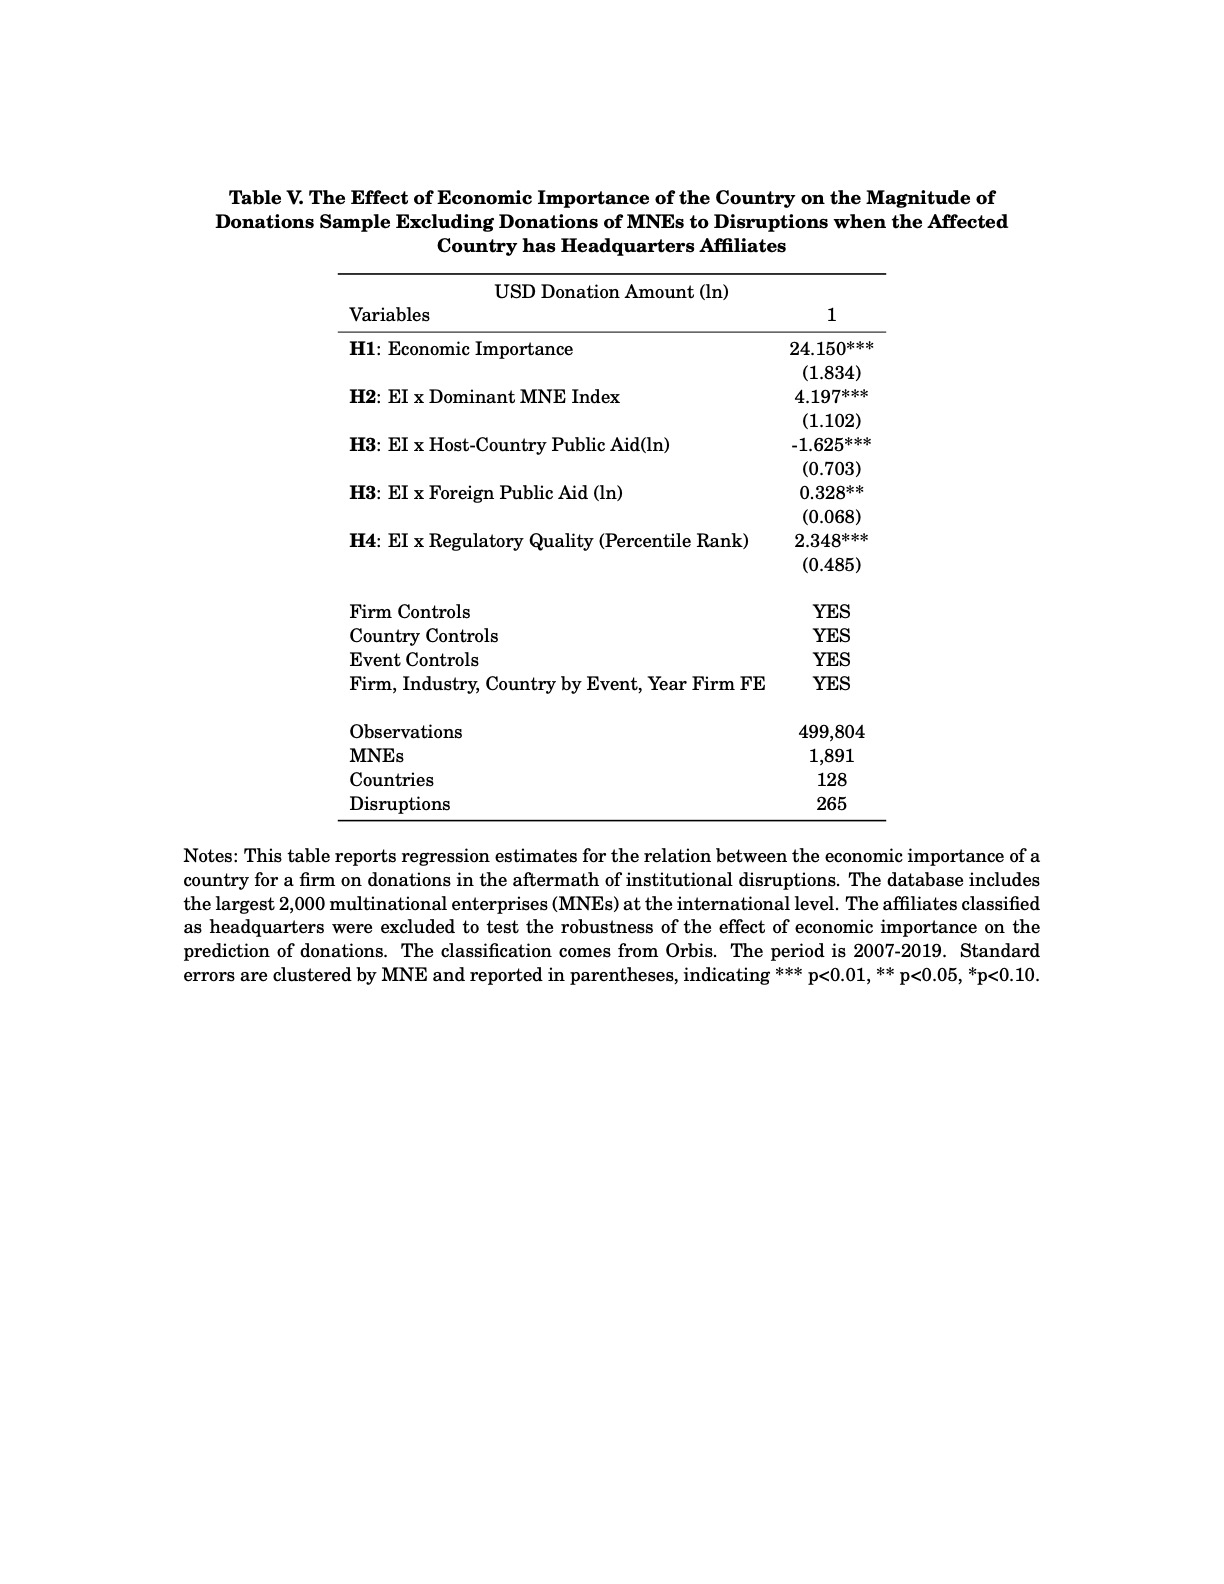 Table V. The Effect of Economic Importance of the Country on the Magnitude of
Donations Sample Excluding Donations of MNEs to Disruptions when the Affected
Country has Headquarters Affiliates
USD Donation Amount (ln)
Variables 1
H1: Economic Importance 24.150***
(1.834)
H2: EI x Dominant MNE Index 4.197***
(1.102)
H3: EI x Host-Country Public Aid(ln) -1.625***
(0.703)
H3: EI x Foreign Public Aid (ln) 0.328**
(0.068)
H4: EI x Regulatory Quality (Percentile Rank) 2.348***
(0.485)
Firm Controls YES
Country Controls YES
Event Controls YES
Firm, Industry, Country by Event, Year Firm FE YES
Observations 499,804
MNEs 1,891
Countries 128
Disruptions 265
Notes: This table reports regression estimates for the relation between the economic importance of a
country for a firm on donations in the aftermath of institutional disruptions. The database includes
the largest 2,000 multinational enterprises (MNEs) at the international level. The affiliates classified
as headquarters were excluded to test the robustness of the effect of economic importance on the
prediction of donations. The classification comes from Orbis. The period is 2007-2019. Standard
errors are clustered by MNE and reported in parentheses, indicating *** p<0.01, ** p<0.05, *p<0.10.